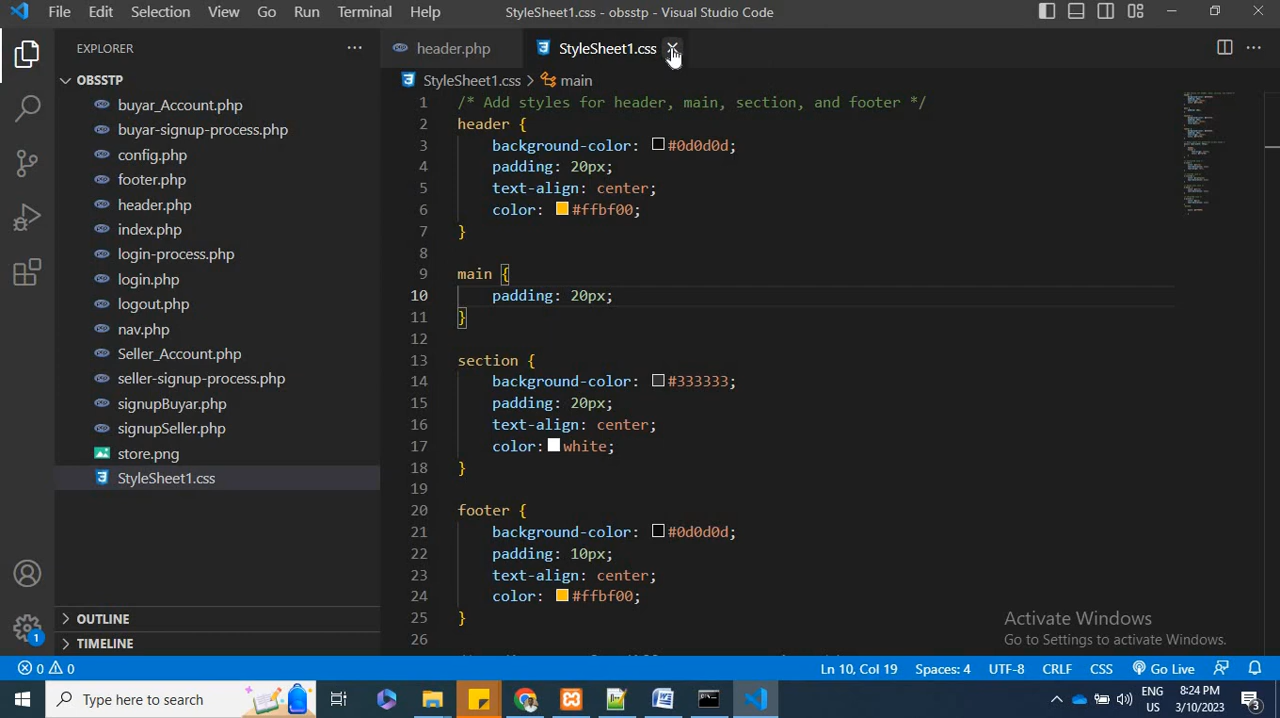 File Edit Selection View Go Run Terminal Help StyleSheet1.css - obsstp - Visual Studio Code
EXPLORER
header.php StyleSheet1.css
OBSSTP
StyleSheet1.css > main
buyar_Account.php
buyar-signup-process.php
config.php
footer.php
header.php
index.php
login-process.php
login.php
logout.php
nav.php
Seller_Account.php
seller-signup-process.php
signupBuyar.php
signupSeller.php
store.png
StyleSheet1.css
OUTLINE
TIMELINE
1 /* Add styles for header, main, section, and footer */
2 header {
3 background-color: #0d0d0d;
4 padding: 20px;
5 text-align: center;
6 color: #ffbf00;
7 }
8
9 main {
10 padding: 20px;
11 }
12
13 section {
14 background-color: #333333;
15 padding: 20px;
16 text-align: center;
17 color: white;
18 }
19
20 footer {
21 background-color: #0d0d0d;
22 padding: 10px;
23 text-align: center;
24 color: #ffbf00;
25 }
26
Activate Windows
Go to Settings to activate Windows.
1
0 0 Ln 10, Col 19 Spaces: 4 UTF-8 CRLF CSS Go Live
Type here to search
ENG
US
8:24 PM
3/10/2023
3